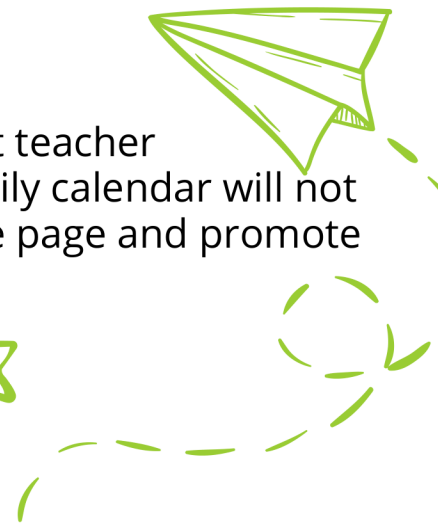 t teacher
ily calendar will not
e page and promote